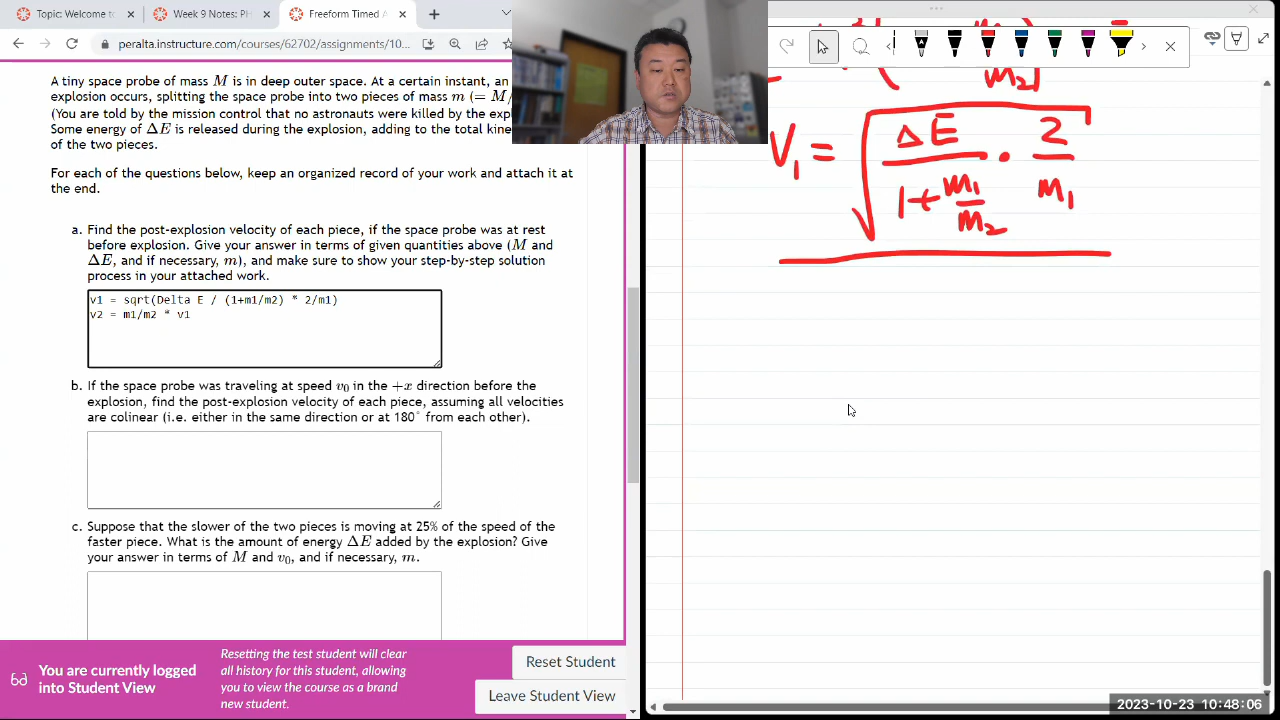 Topic: Welcome to
Week 9 Notes: PH
Freeform Timed A
peralta.instructure.com/courses/2702/assignments/10...
A tiny space probe of mass M is in deep outer space. At a certain instant, an
explosion occurs, splitting the space probe into two pieces of mass m (= M/
(You are told by the mission control that no astronauts were killed by the exp
Some energy of ΔE is released during the explosion, adding to the total kine
of the two pieces.
For each of the questions below, keep an organized record of your work and attach it at
the end.
a. Find the post-explosion velocity of each piece, if the space probe was at rest
before explosion. Give your answer in terms of given quantities above (M and
ΔE, and if necessary, m), and make sure to show your step-by-step solution
process in your attached work.
v1 = sqrt(Delta E / (1+m1/m2) * 2/m1)
v2 = m1/m2 * v1
b. If the space probe was traveling at speed v₀ in the +x direction before the
explosion, find the post-explosion velocity of each piece, assuming all velocities
are colinear (i.e. either in the same direction or at 180° from each other).
c. Suppose that the slower of the two pieces is moving at 25% of the speed of the
faster piece. What is the amount of energy ΔE added by the explosion? Give
your answer in terms of M and v₀, and if necessary, m.
You are currently logged
into Student View
Resetting the test student will clear
all history for this student, allowing
you to view the course as a brand
new student.
Reset Student
Leave Student View
m₂
V₁ = √(ΔE/(1+m₁/m₂) · 2/m₁)
2023-10-23 10:48:06